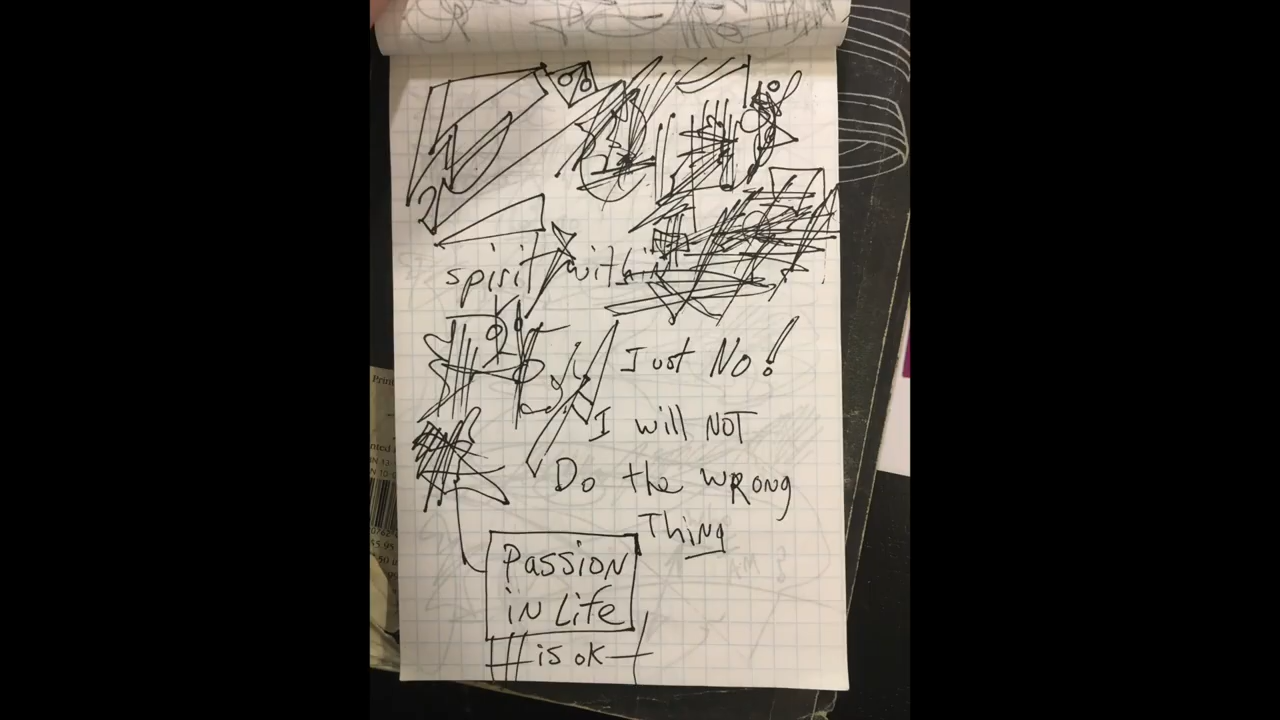 spirit within
Just No!
I will NOT
Do the wRong
Thing
Passion
in Life
is ok